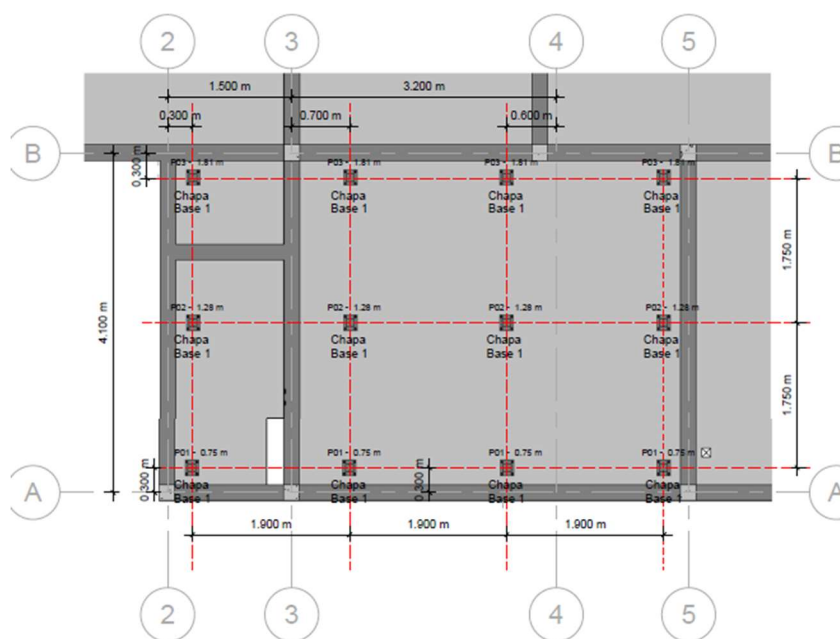 2 3 4 5
1.500 m 3.200 m
0.300 m 0.700 m 0.600 m
B B
0.300 m
P03 - 1.81 m P03 - 1.81 m P03 - 1.81 m P03 - 1.81 m
Chapa Chapa Chapa Chapa
Base 1 Base 1 Base 1 Base 1
1.750 m
4.100 m
P02 - 1.28 m P02 - 1.28 m P02 - 1.28 m P02 - 1.28 m
Chapa Chapa Chapa Chapa
Base 1 Base 1 Base 1 Base 1
1.750 m
P01 - 0.75 m P01 - 0.75 m P01 - 0.75 m P01 - 0.75 m
0.300 m 0.300 m
Chapa Chapa Chapa Chapa
Base 1 Base 1 Base 1 Base 1
A A
1.900 m 1.900 m 1.900 m
2 3 4 5